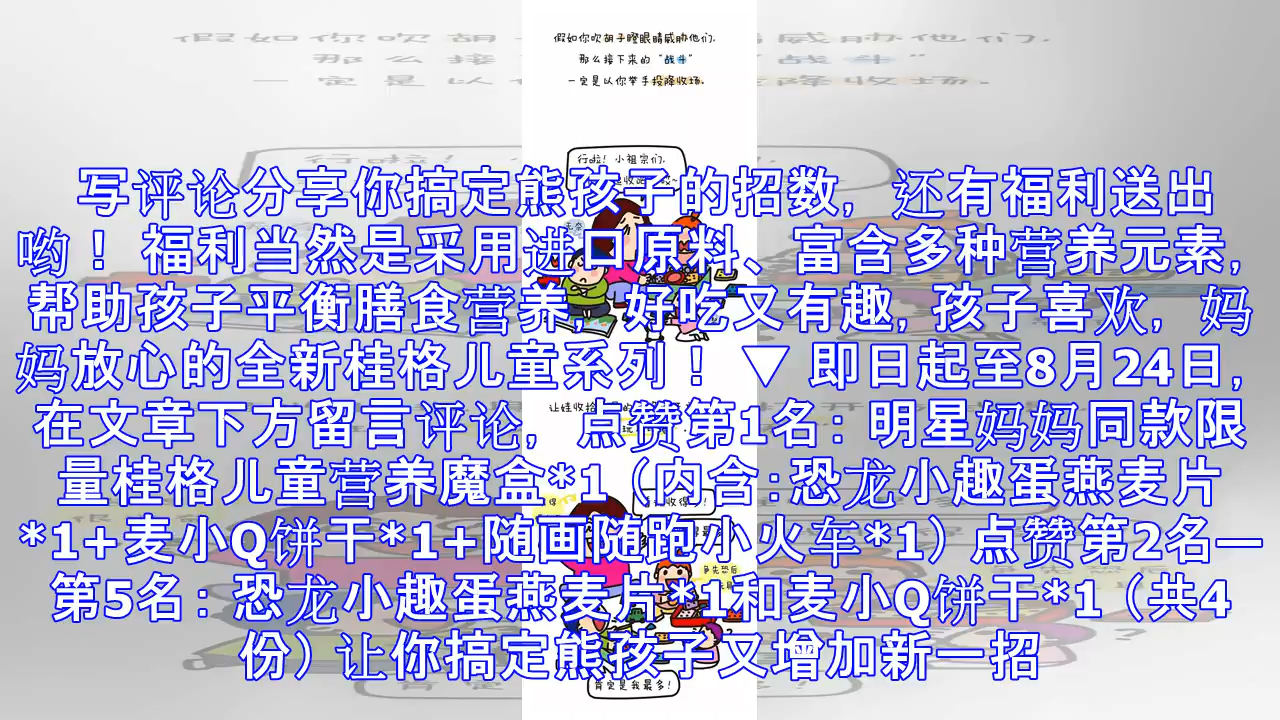 假如你吹胡子瞪眼睛威胁他们,
那么接下来的“战斗”
一定是以你举手投降收场。
行啦！小祖宗们,
写评论分享你搞定熊孩子的招数，还有福利送出
哟！福利当然是采用进口原料、富含多种营养元素，
帮助孩子平衡膳食营养，好吃又有趣，孩子喜欢，妈
妈放心的全新桂格儿童系列！▼ 即日起至8月24日，
在文章下方留言评论，点赞第1名：明星妈妈同款限
量桂格儿童营养魔盒*1（内含:恐龙小趣蛋燕麦片
*1+麦小Q饼干*1+随画随跑小火车*1）点赞第2名—
第5名：恐龙小趣蛋燕麦片*1和麦小Q饼干*1（共4
份）让你搞定熊孩子又增加新一招
让娃收拾
争先恐后
肯定是我最多!